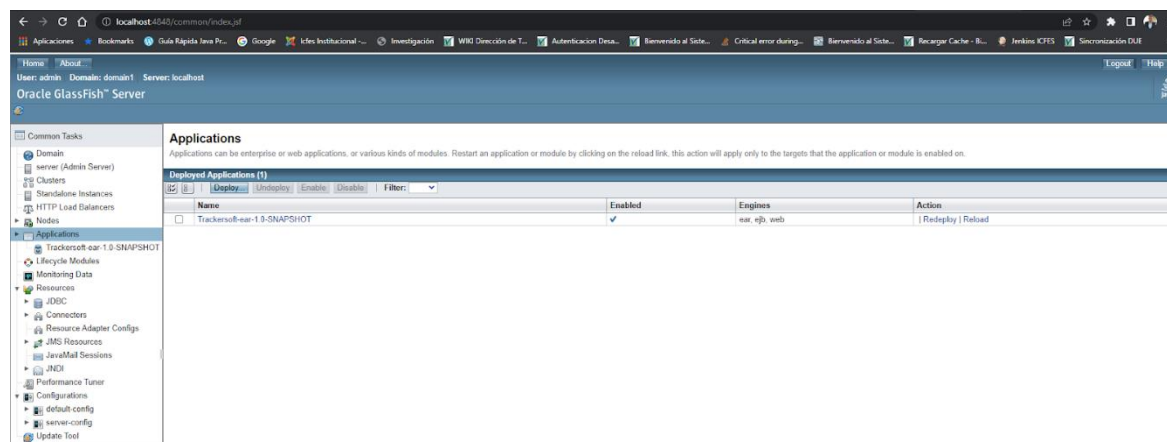 localhost:4848/common/index.jsf
Aplicaciones Bookmarks Guía Rápida Java Pr... Google Icfes Institucional -... Investigación WIKI Dirección de T... Autenticacion Desa... Bienvenido al Siste... Critical error during... Bienvenido al Siste... Recargar Cache - Bi... Jenkins ICFES Sincronización DUE
Home About...
Logout Help
User: admin Domain: domain1 Server: localhost
Oracle GlassFish™ Server
Common Tasks
Domain
server (Admin Server)
Clusters
Standalone Instances
HTTP Load Balancers
Nodes
Applications
Trackersoft-ear-1.0-SNAPSHOT
Lifecycle Modules
Monitoring Data
Resources
JDBC
Connectors
Resource Adapter Configs
JMS Resources
JavaMail Sessions
JNDI
Performance Tuner
Configurations
default-config
server-config
Update Tool
Applications
Applications can be enterprise or web applications, or various kinds of modules. Restart an application or module by clicking on the reload link, this action will apply only to the targets that the application or module is enabled on.
Deployed Applications (1)
Deploy... Undeploy Enable Disable Filter:
Name Enabled Engines Action
Trackersoft-ear-1.0-SNAPSHOT ear, ejb, web | Redeploy | Reload